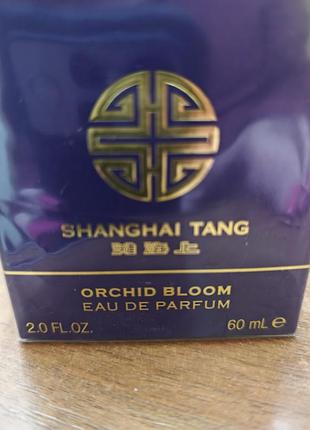 SHANGHAI TANG
灘海上
ORCHID BLOOM
EAU DE PARFUM
2.0 FL.OZ. 60 mL ℮